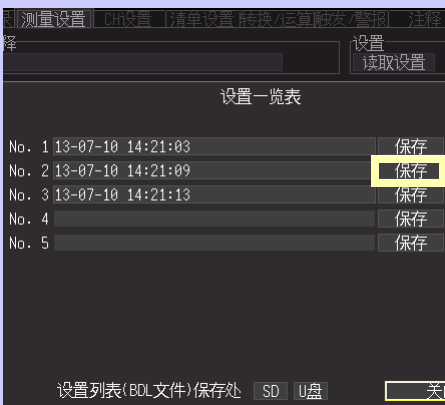 测量设置 CH设置 清单设置 转换/运算 触发/警报 注释
释 设置
读取设置
设置一览表
No. 1 13-07-10 14:21:03 保存
No. 2 13-07-10 14:21:09 保存
No. 3 13-07-10 14:21:13 保存
No. 4 保存
No. 5 保存
设置列表(BDL文件)保存处 SD U盘 关